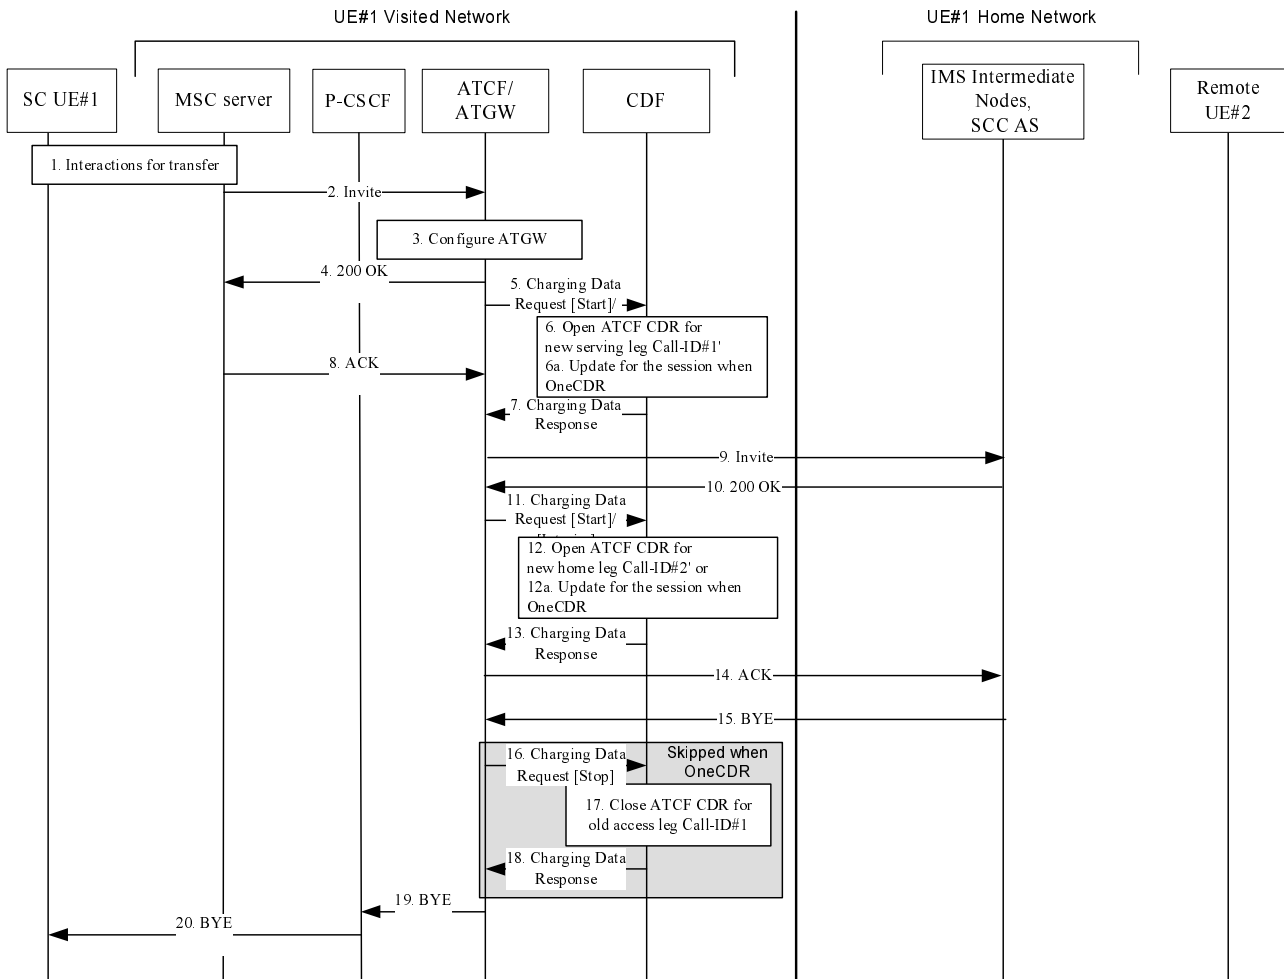 UE#1 Visited Network
UE#1 Home Network
SC UE#1
MSC server
P-CSCF
ATCF/
ATGW
CDF
IMS Intermediate
Nodes,
SCC AS
Remote
UE#2
1. Interactions for transfer
2. Invite
3. Configure ATGW
4. 200 OK
5. Charging Data
Request [Start]/
6. Open ATCF CDR for
new serving leg Call-ID#1'
6a. Update for the session when
OneCDR
8. ACK
7. Charging Data
Response
9. Invite
10. 200 OK
11. Charging Data
Request [Start]/
12. Open ATCF CDR for
new home leg Call-ID#2' or
12a. Update for the session when
OneCDR
13. Charging Data
Response
14. ACK
15. BYE
16. Charging Data
Request [Stop]
Skipped when
OneCDR
17. Close ATCF CDR for
old access leg Call-ID#1
18. Charging Data
Response
19. BYE
20. BYE